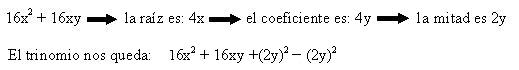 16x² + 16xy → la raíz es: 4x → el coeficiente es: 4y → la mitad es 2y
El trinomio nos queda: 16x² + 16xy +(2y)² − (2y)²